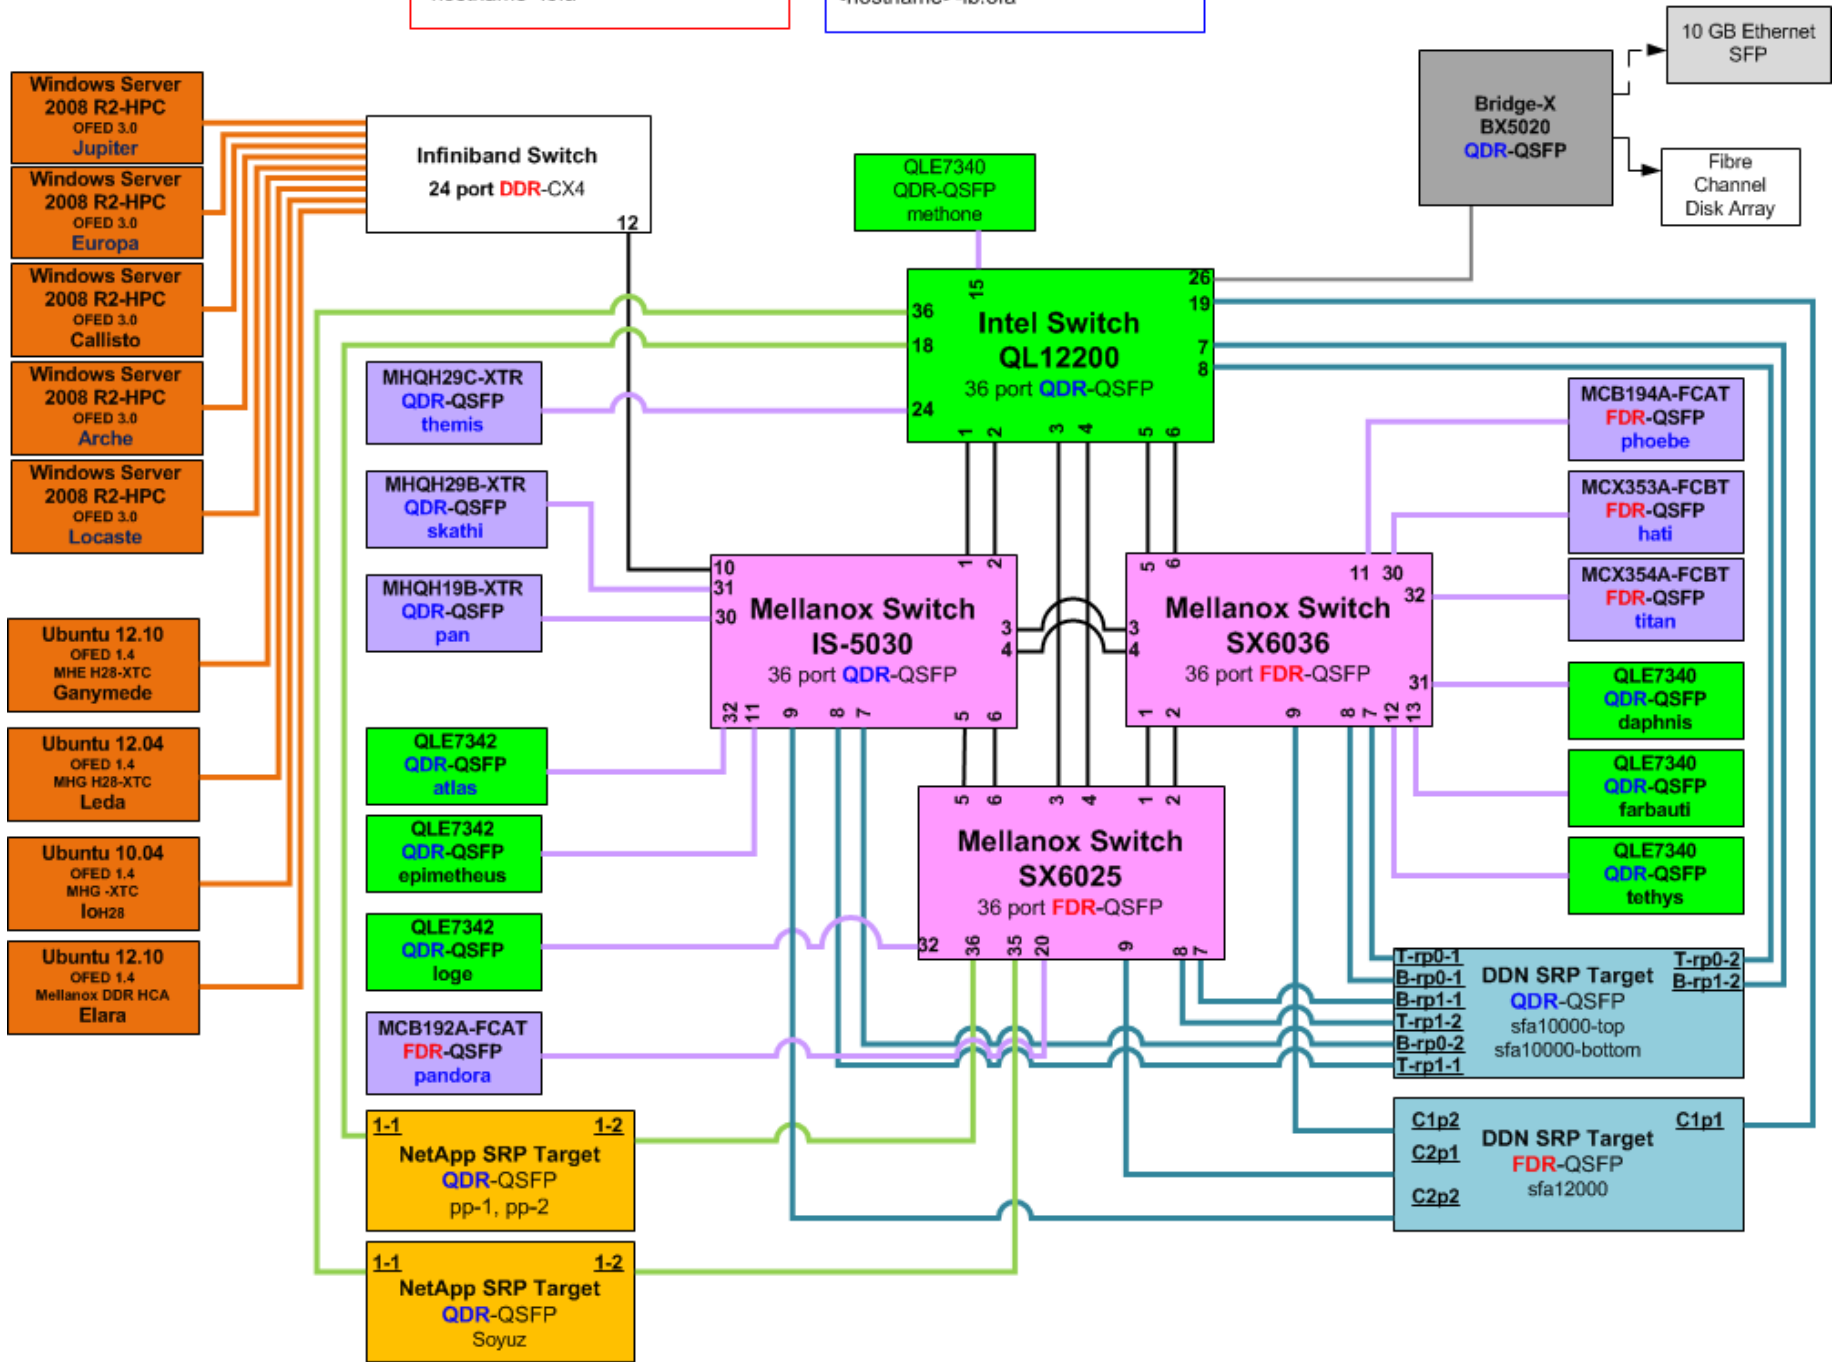 10 GB Ethernet
SFP
Windows Server
2008 R2-HPC
OFED 3.0
Jupiter
Windows Server
2008 R2-HPC
OFED 3.0
Europa
Windows Server
2008 R2-HPC
OFED 3.0
Callisto
Windows Server
2008 R2-HPC
OFED 3.0
Arche
Windows Server
2008 R2-HPC
OFED 3.0
Locaste
Ubuntu 12.10
OFED 1.4
MHE H28-XTC
Ganymede
Ubuntu 12.04
OFED 1.4
MHG H28-XTC
Leda
Ubuntu 10.04
OFED 1.4
MHG -XTC
IoH28
Ubuntu 12.10
OFED 1.4
Mellanox DDR HCA
Elara
Infiniband Switch
24 port DDR-CX4
12
QLE7340
QDR-QSFP
methone
Bridge-X
BX5020
QDR-QSFP
Fibre
Channel
Disk Array
15
26
19
36
18
24
7
8
Intel Switch
QL12200
36 port QDR-QSFP
1
2
3
4
5
6
MHQH29C-XTR
QDR-QSFP
themis
MHQH29B-XTR
QDR-QSFP
skathi
MHQH19B-XTR
QDR-QSFP
pan
QLE7342
QDR-QSFP
atlas
QLE7342
QDR-QSFP
epimetheus
QLE7342
QDR-QSFP
loge
MCB192A-FCAT
FDR-QSFP
pandora
1-1
1-2
NetApp SRP Target
QDR-QSFP
pp-1, pp-2
1-1
1-2
NetApp SRP Target
QDR-QSFP
Soyuz
1
2
10
31
30
Mellanox Switch
IS-5030
36 port QDR-QSFP
3
4
32
11
9
8
7
5
6
5
6
11
30
32
3
4
Mellanox Switch
SX6036
36 port FDR-QSFP
31
1
2
9
8
7
12
13
5
6
3
4
1
2
Mellanox Switch
SX6025
36 port FDR-QSFP
32
36
35
20
9
8
7
MCB194A-FCAT
FDR-QSFP
phoebe
MCX353A-FCBT
FDR-QSFP
hati
MCX354A-FCBT
FDR-QSFP
titan
QLE7340
QDR-QSFP
daphnis
QLE7340
QDR-QSFP
farbauti
QLE7340
QDR-QSFP
tethys
T-rp0-1
B-rp0-1
B-rp1-1
T-rp1-2
B-rp0-2
T-rp1-1
DDN SRP Target
QDR-QSFP
sfa10000-top
sfa10000-bottom
T-rp0-2
B-rp1-2
C1p2
C2p1
C2p2
DDN SRP Target
FDR-QSFP
sfa12000
C1p1